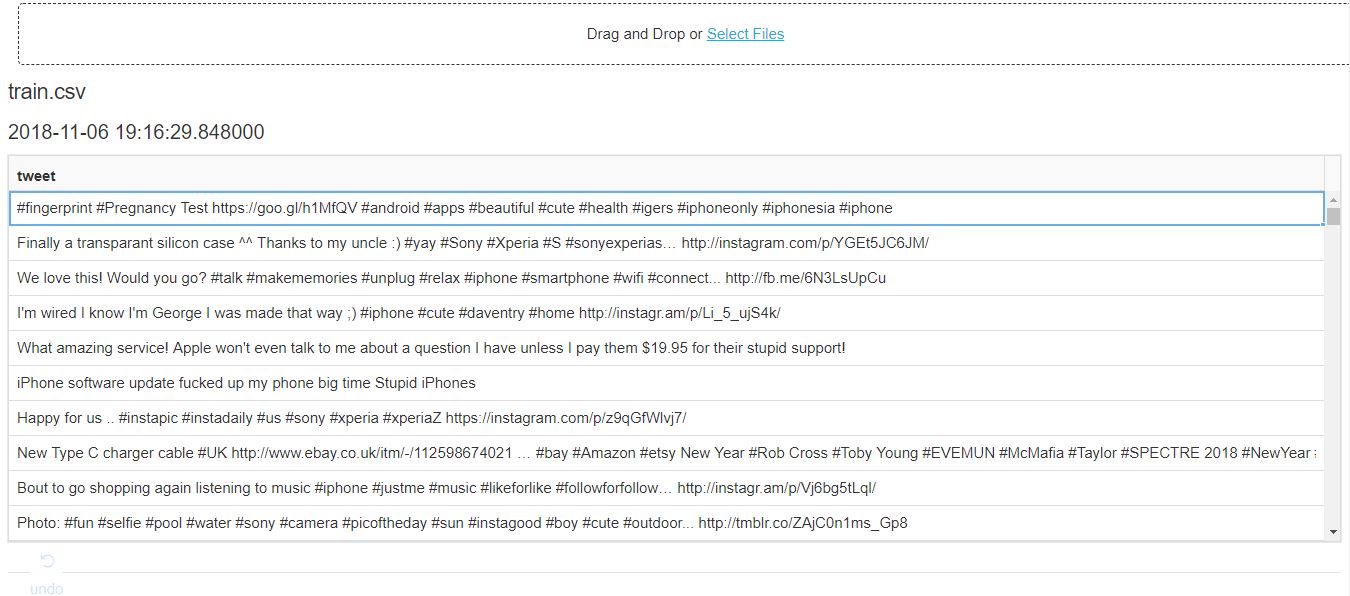 Drag and Drop or Select Files
train.csv
2018-11-06 19:16:29.848000
tweet
#fingerprint #Pregnancy Test https://goo.gl/h1MfQV #android #apps #beautiful #cute #health #igers #iphoneonly #iphonesia #iphone
Finally a transparant silicon case ^^ Thanks to my uncle :) #yay #Sony #Xperia #S #sonyexperias… http://instagram.com/p/YGEt5JC6JM/
We love this! Would you go? #talk #makememories #unplug #relax #iphone #smartphone #wifi #connect... http://fb.me/6N3LsUpCu
I'm wired I know I'm George I was made that way ;) #iphone #cute #daventry #home http://instagr.am/p/Li_5_ujS4k/
What amazing service! Apple won't even talk to me about a question I have unless I pay them $19.95 for their stupid support!
iPhone software update fucked up my phone big time Stupid iPhones
Happy for us .. #instapic #instadaily #us #sony #xperia #xperiaZ https://instagram.com/p/z9qGfWlvj7/
New Type C charger cable #UK http://www.ebay.co.uk/itm/-/112598674021 … #bay #Amazon #etsy New Year #Rob Cross #Toby Young #EVEMUN #McMafia #Taylor #SPECTRE 2018 #NewYear #
Bout to go shopping again listening to music #iphone #justme #music #likeforlike #followforfollow… http://instagr.am/p/Vj6bg5tLql/
Photo: #fun #selfie #pool #water #sony #camera #picoftheday #sun #instagood #boy #cute #outdoor... http://tmblr.co/ZAjC0n1ms_Gp8
undo